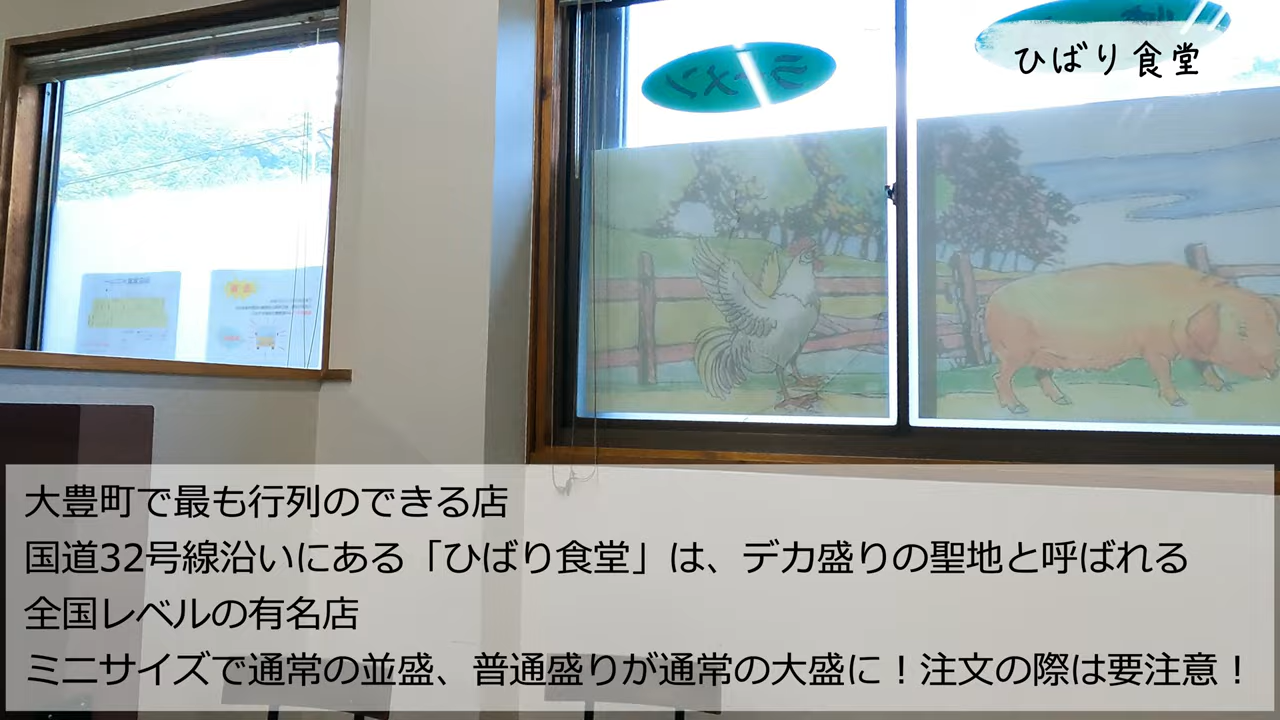 ラーメン
ひばり食堂
大豊町で最も行列のできる店
国道32号線沿いにある「ひばり食堂」は、デカ盛りの聖地と呼ばれる
全国レベルの有名店
ミニサイズで通常の並盛、普通盛りが通常の大盛に！注文の際は要注意！